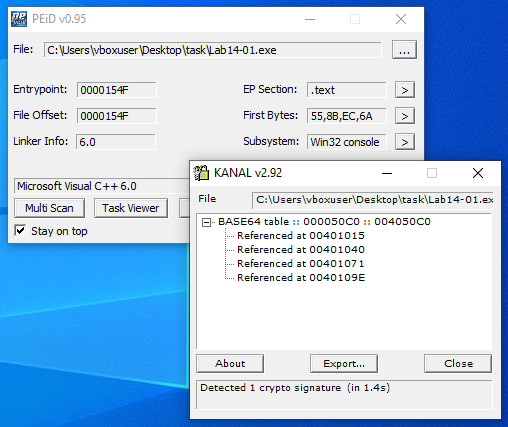 PEiD v0.95
File: C:\Users\vboxuser\Desktop\task\Lab14-01.exe ...
Entrypoint: 0000154F EP Section: .text >
File Offset: 0000154F First Bytes: 55,8B,EC,6A >
Linker Info: 6.0 Subsystem: Win32 console >
Microsoft Visual C++ 6.0
Multi Scan Task Viewer
Stay on top
KANAL v2.92
File C:\Users\vboxuser\Desktop\task\Lab14-01.exe
BASE64 table :: 000050C0 :: 004050C0
Referenced at 00401015
Referenced at 00401040
Referenced at 00401071
Referenced at 0040109E
About Export... Close
Detected 1 crypto signature (in 1.4s)